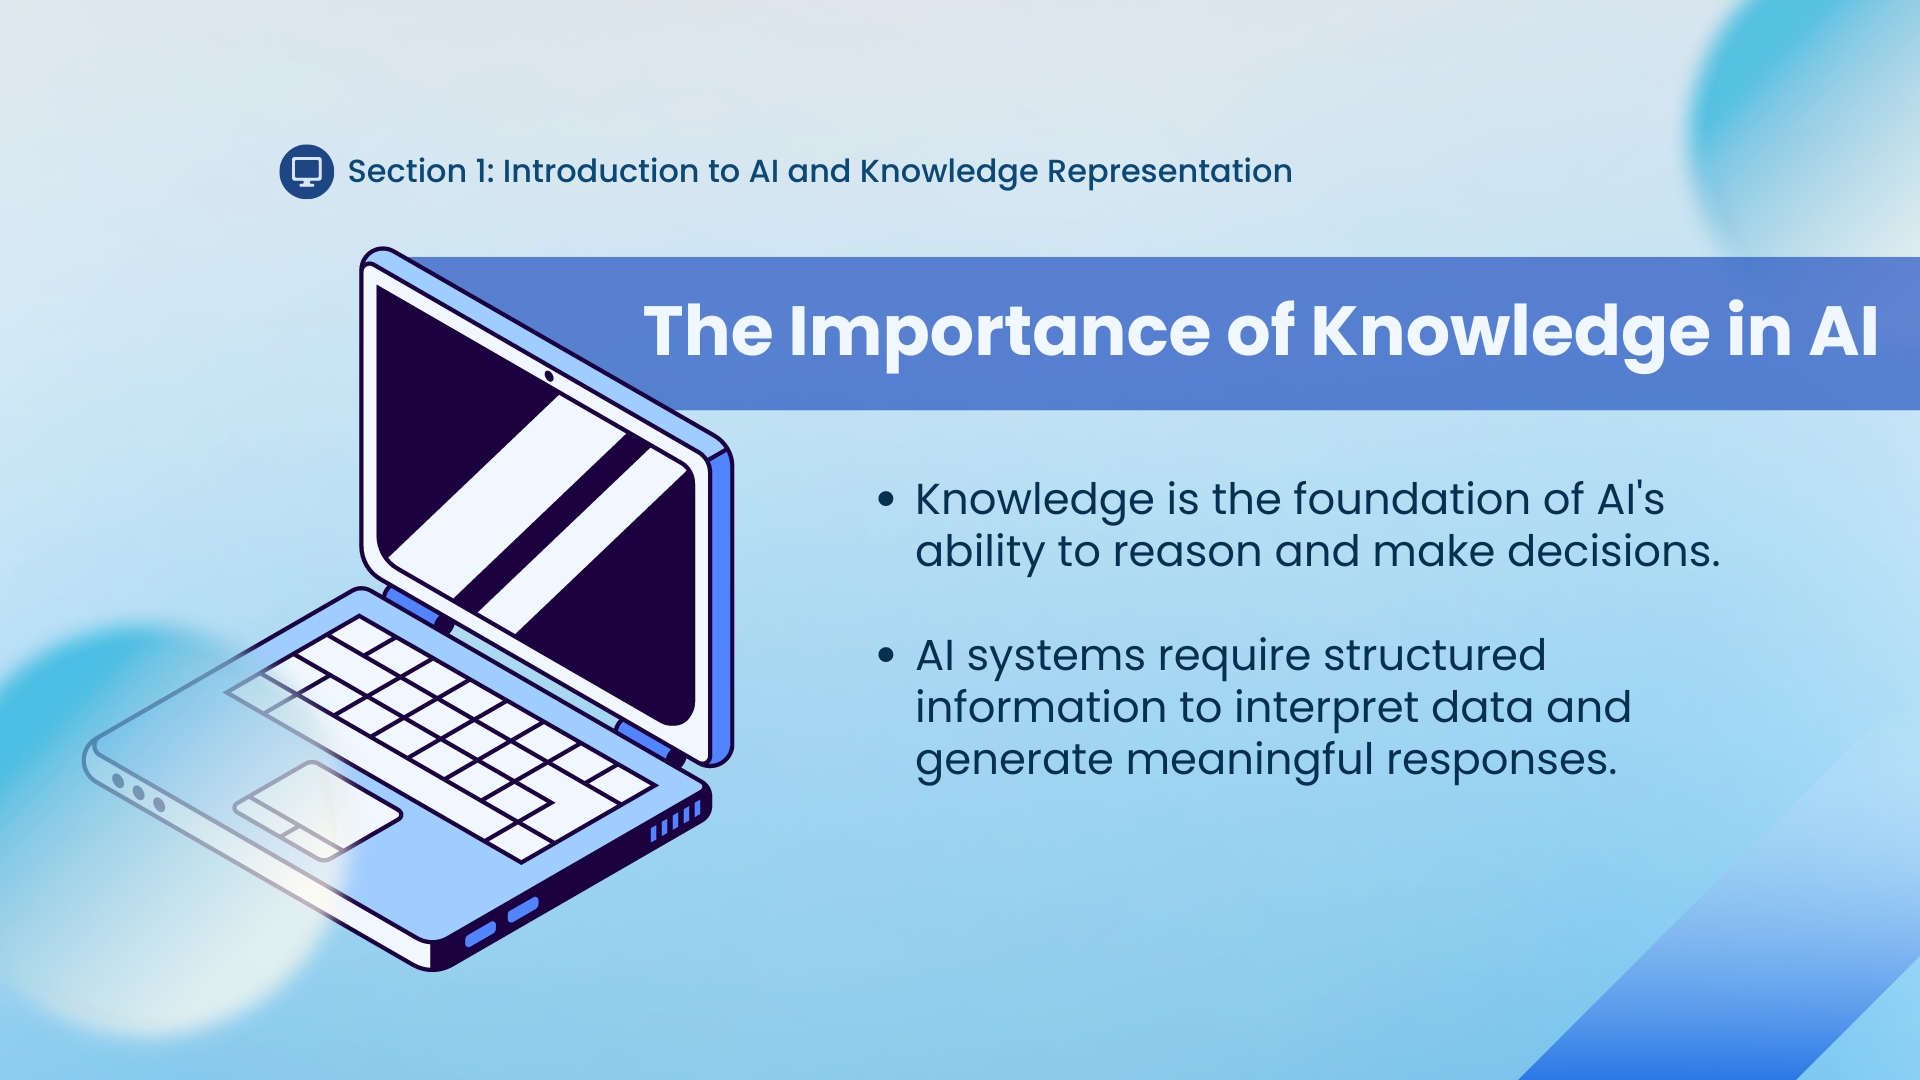 Section 1: Introduction to AI and Knowledge Representation
The Importance of Knowledge in AI
• Knowledge is the foundation of AI's
ability to reason and make decisions.
• AI systems require structured
information to interpret data and
generate meaningful responses.